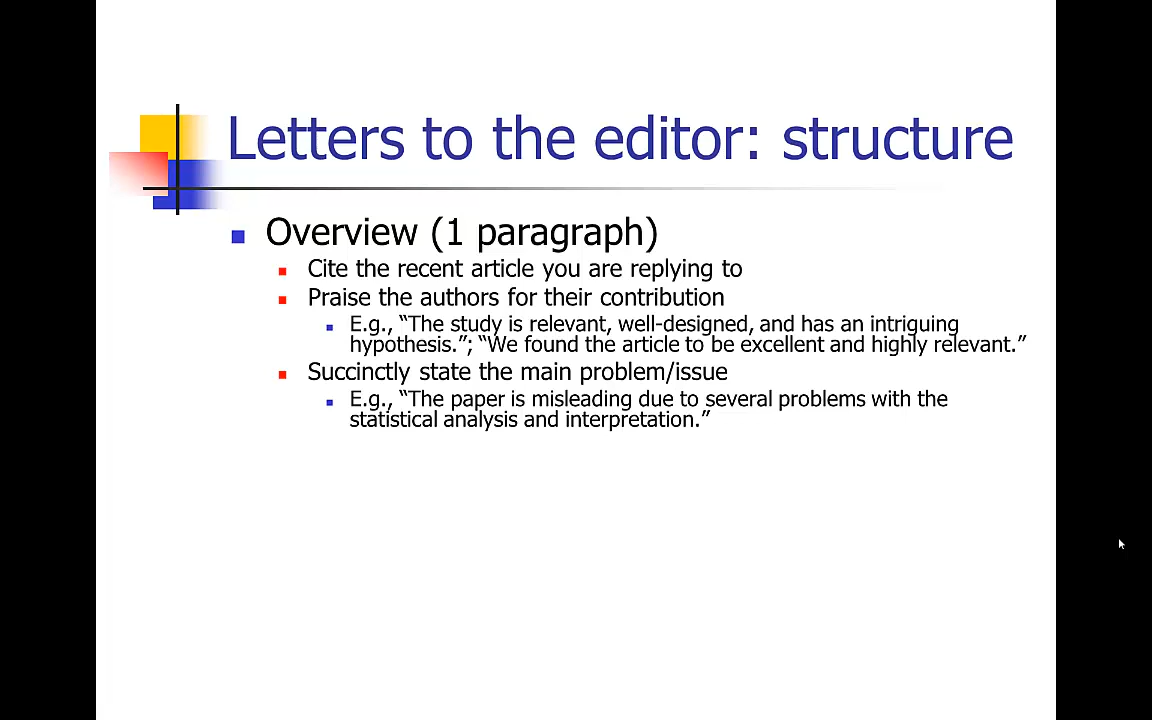 Letters to the editor: structure
Overview (1 paragraph)
Cite the recent article you are replying to
Praise the authors for their contribution
E.g., “The study is relevant, well-designed, and has an intriguing
hypothesis.”; “We found the article to be excellent and highly relevant.”
Succinctly state the main problem/issue
E.g., “The paper is misleading due to several problems with the
statistical analysis and interpretation.”